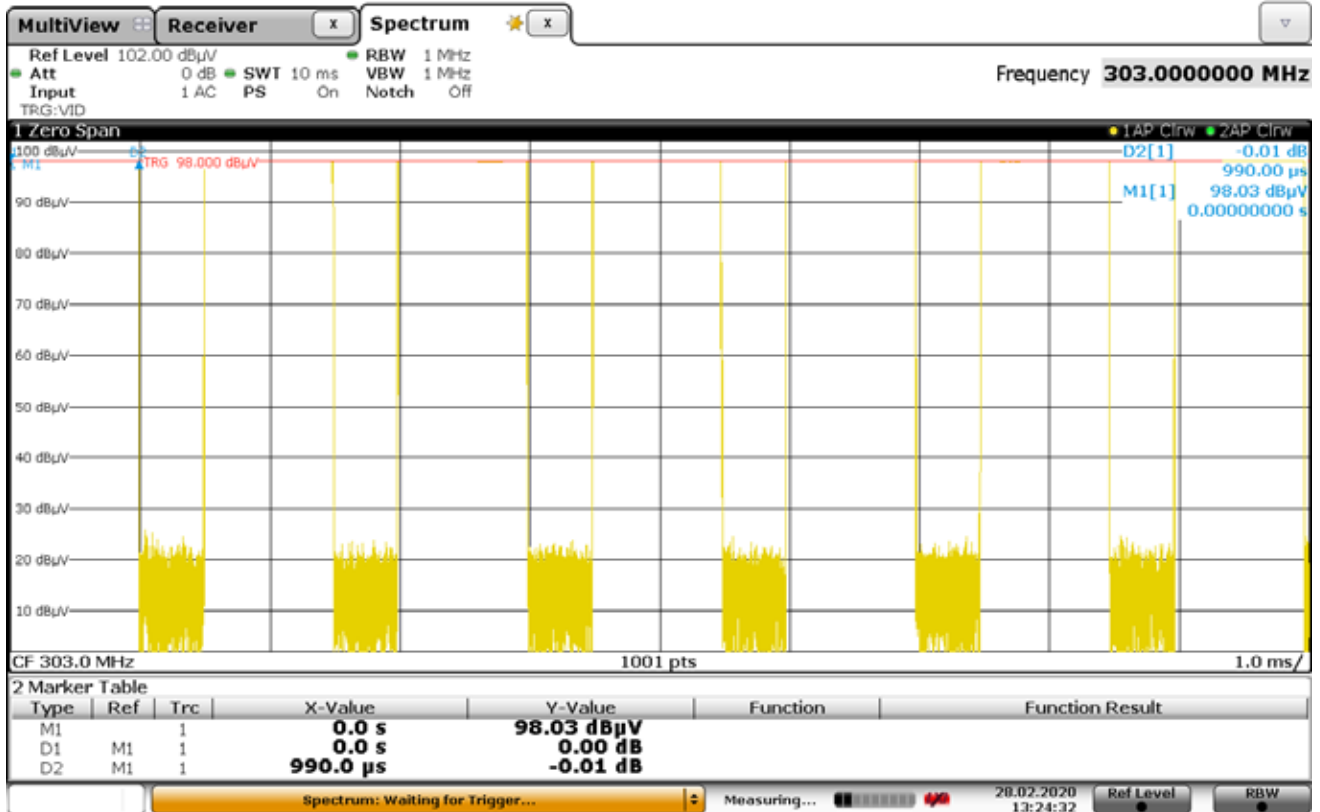 MultiView Receiver X Spectrum X
Ref Level 102.00 dBµV RBW 1 MHz
Att 0 dB SWT 10 ms VBW 1 MHz Frequency 303.0000000 MHz
Input 1 AC PS On Notch Off
TRG:VID
1 Zero Span 1AP Clrw 2AP Clrw
100 dBµV D2[1] -0.01 dB
M1 TRG 98.000 dBµV 990.00 µs
M1[1] 98.03 dBµV
90 dBµV 0.00000000 s
80 dBµV
70 dBµV
60 dBµV
50 dBµV
40 dBµV
30 dBµV
20 dBµV
10 dBµV
CF 303.0 MHz 1001 pts 1.0 ms/
2 Marker Table
Type Ref Trc X-Value Y-Value Function Function Result
M1 1 0.0 s 98.03 dBµV
D1 M1 1 0.0 s 0.00 dB
D2 M1 1 990.0 µs -0.01 dB
Spectrum: Waiting for Trigger... Measuring... 28.02.2020 Ref Level RBW
13:24:32